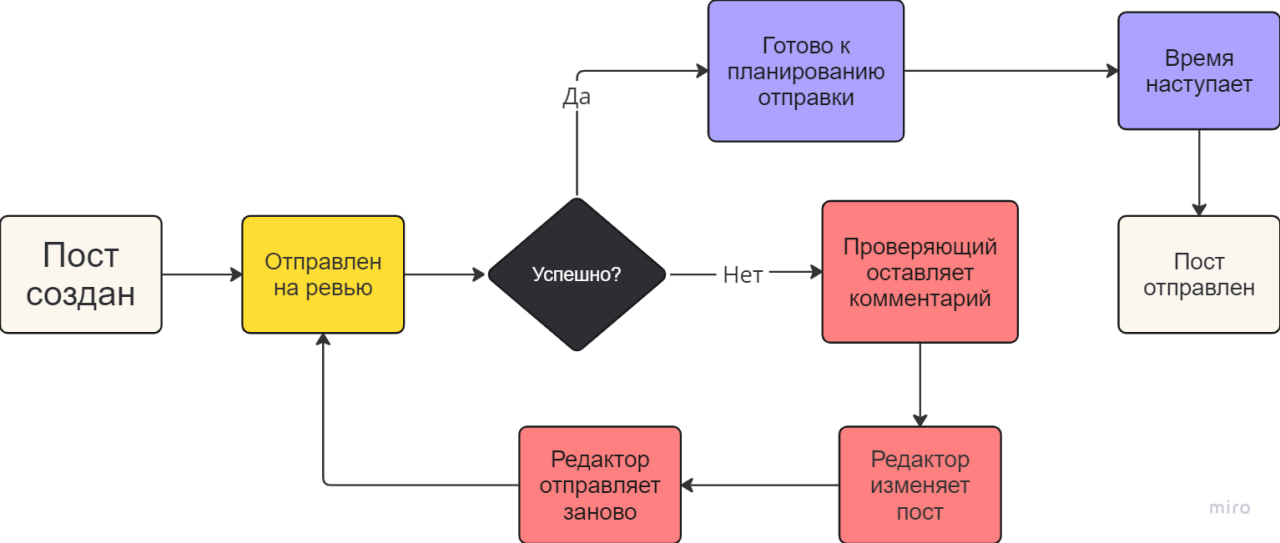 Пост
создан
Отправлен
на ревью
Успешно?
Да
Готово к
планированию
отправки
Время
наступает
Пост
отправлен
Нет
Проверяющий
оставляет
комментарий
Редактор
изменяет
пост
Редактор
отправляет
заново
miro